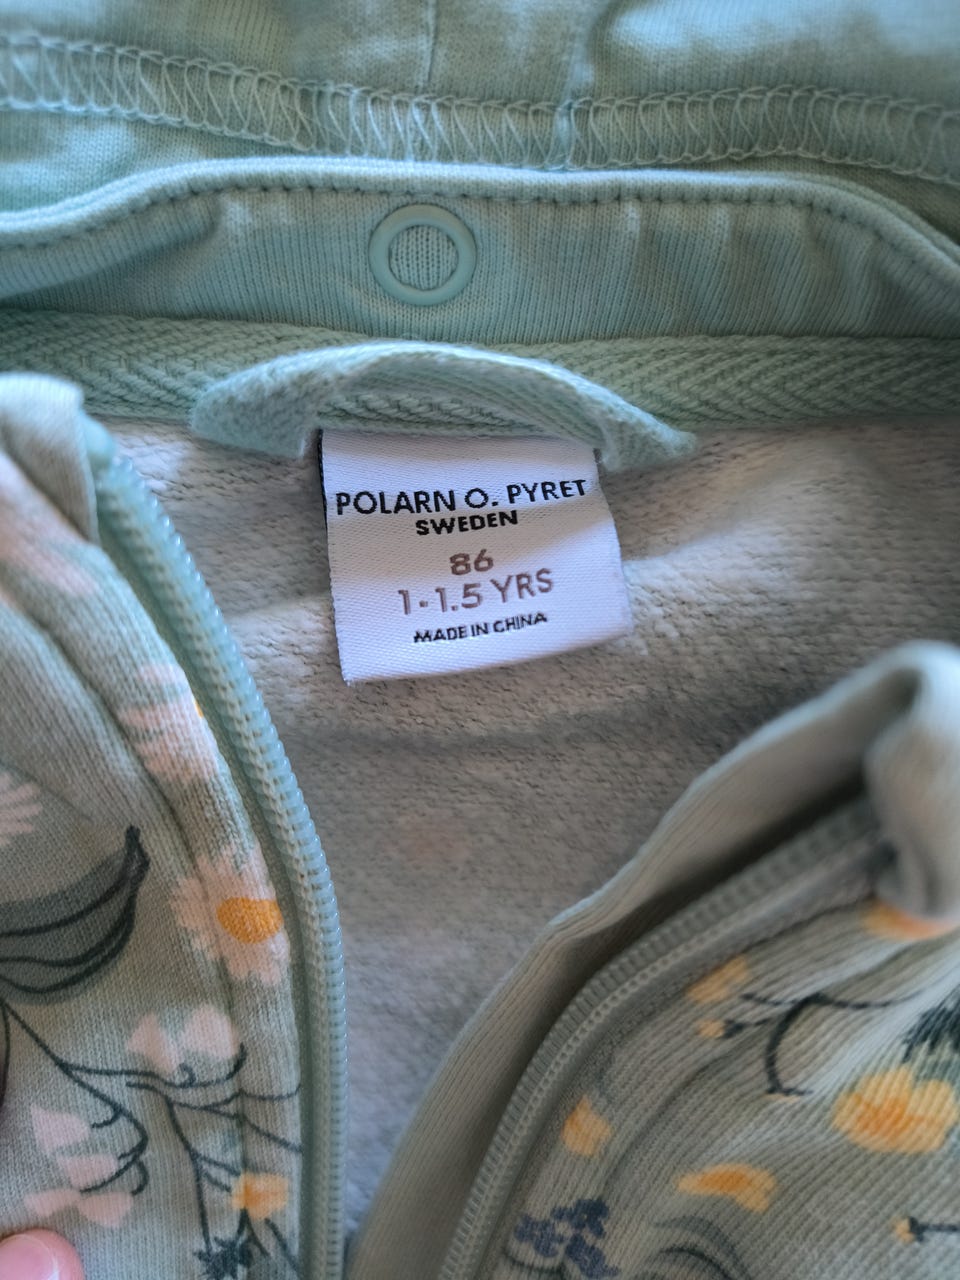 POLARN O. PYRET
SWEDEN
86
1-1.5 YRS
MADE IN CHINA